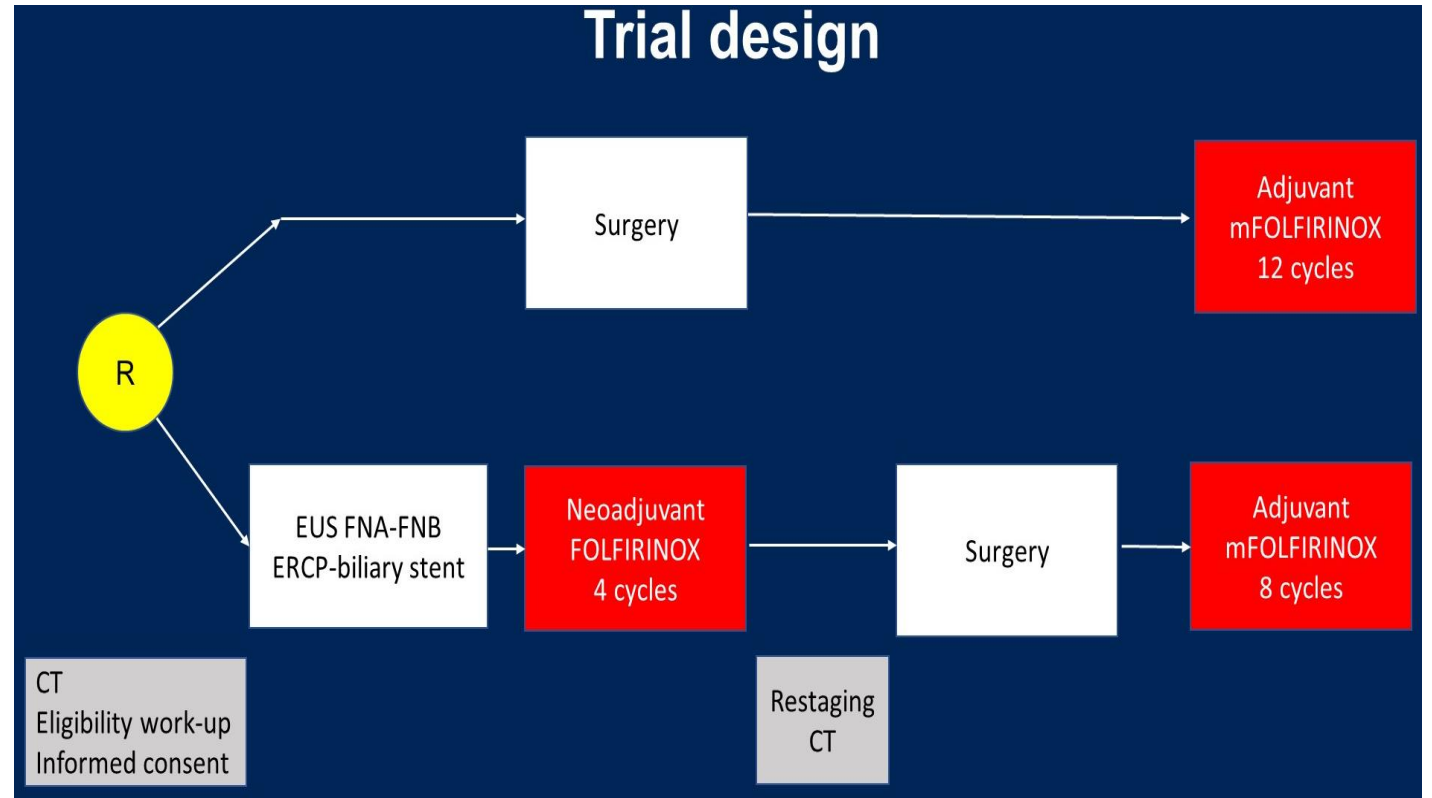 Trial design
Surgery
Adjuvant
mFOLFIRINOX
12 cycles
R
EUS FNA-FNB
ERCP-biliary stent
Neoadjuvant
FOLFIRINOX
4 cycles
Surgery
Adjuvant
mFOLFIRINOX
8 cycles
CT
Eligibility work-up
Informed consent
Restaging
CT